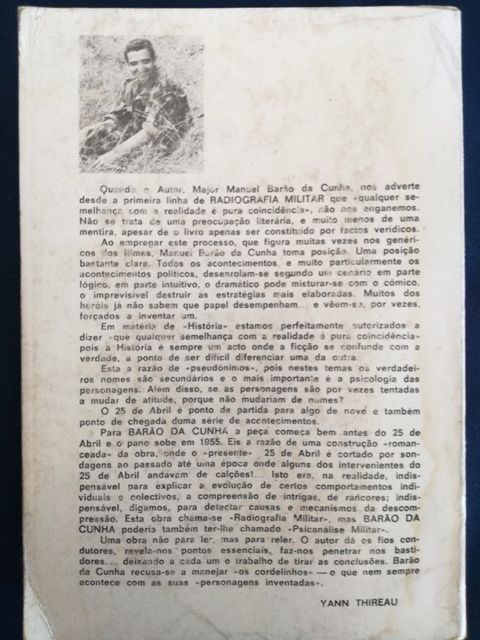 Quando o Autor, Major Manuel Barão da Cunha, nos adverte
desde a primeira linha de RADIOGRAFIA MILITAR que «qualquer se-
melhança com a realidade é pura coincidência», não nos enganemos.
Não se trata de uma preocupação literária, e muito menos de uma
mentira, apesar de o livro apenas ser constituído por factos verídicos.
Ao empregar este processo, que figura muitas vezes nos genéri-
cos dos filmes, Manuel Barão da Cunha toma posição. Uma posição
bastante clara. Todos os acontecimentos, e muito particularmente os
acontecimentos políticos, desenrolam-se segundo um cenário em parte
lógico, em parte intuitivo, o dramático pode misturar-se com o cómico,
o imprevisível destruir as estratégias mais elaboradas. Muitos dos
heróis já não sabem que papel desempenham... e vêem-se, por vezes,
forçados a inventar um.
Em matéria de «História» estamos perfeitamente autorizados a
dizer «que qualquer semelhança com a realidade é pura coincidência»
pois a História é sempre um acto onde a ficção se confunde com a
verdade, a ponto de ser difícil diferenciar uma da outra.
Esta a razão de «pseudónimos», pois nestes temas os verdadei-
ros nomes são secundários e o mais importante é a psicologia das
personagens. Além disso, se as personagens são por vezes tentadas
a mudar de atitude, porque não mudariam de nomes?
O 25 de Abril é ponto de partida para algo de novo e também
ponto de chegada duma série de acontecimentos.
Para BARÃO DA CUNHA a peça começa bem antes do 25 de
Abril e o pano sobe em 1955. Eis a razão de uma construção «roman-
ceada» da obra, onde o «presente» 25 de Abril é cortado por son-
dagens ao passado até uma época onde alguns dos intervenientes do
25 de Abril andavam de calções!... Isto era, na realidade, indis-
pensável para explicar a evolução de certos comportamentos indi-
viduais e colectivos, a compreensão de intrigas, de rancores; indis-
pensável, digamos, para detectar causas e mecanismos da descom-
pressão. Esta obra chama-se «Radiografia Militar», mas BARÃO DA
CUNHA poderia também ter-lhe chamado «Psicanálise Militar».
Uma obra não para ler, mas para reler. O autor dá os fios con-
dutores, revela-nos pontos essenciais, faz-nos penetrar nos basti-
dores... deixando a cada um o trabalho de tirar as conclusões. Barão
da Cunha recusa-se a manejar «os cordelinhos» — o que nem sempre
acontece com as suas «personagens inventadas».
YANN THIREAU